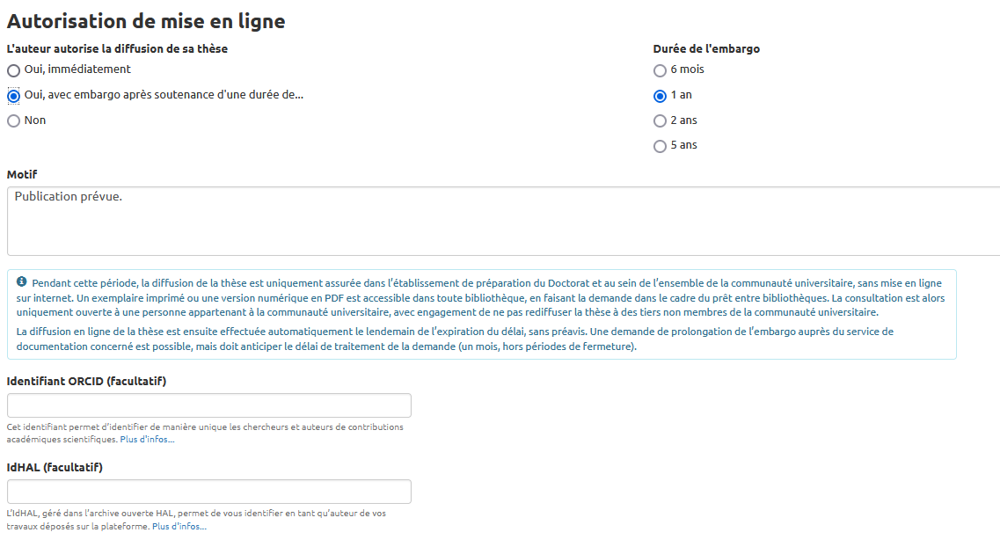 Autorisation de mise en ligne
L'auteur autorise la diffusion de sa thèse
Oui, immédiatement
Oui, avec embargo après soutenance d'une durée de...
Non
Durée de l'embargo
6 mois
1 an
2 ans
5 ans
Motif
Publication prévue.
Pendant cette période, la diffusion de la thèse est uniquement assurée dans l’établissement de préparation du Doctorat et au sein de l’ensemble de la communauté universitaire, sans mise en ligne
sur internet. Un exemplaire imprimé ou une version numérique en PDF est accessible dans toute bibliothèque, en faisant la demande dans le cadre du prêt entre bibliothèques. La consultation est alors
uniquement ouverte à une personne appartenant à la communauté universitaire, avec engagement de ne pas rediffuser la thèse à des tiers non membres de la communauté universitaire.
La diffusion en ligne de la thèse est ensuite effectuée automatiquement le lendemain de l’expiration du délai, sans préavis. Une demande de prolongation de l’embargo auprès du service de
documentation concerné est possible, mais doit anticiper le délai de traitement de la demande (un mois, hors périodes de fermeture).
Identifiant ORCID (facultatif)
Cet identifiant permet d’identifier de manière unique les chercheurs et auteurs de contributions
académiques scientifiques. Plus d'infos...
IdHAL (facultatif)
L'IdHAL, géré dans l’archive ouverte HAL, permet de vous identifier en tant qu’auteur de vos
travaux déposés sur la plateforme. Plus d'infos...